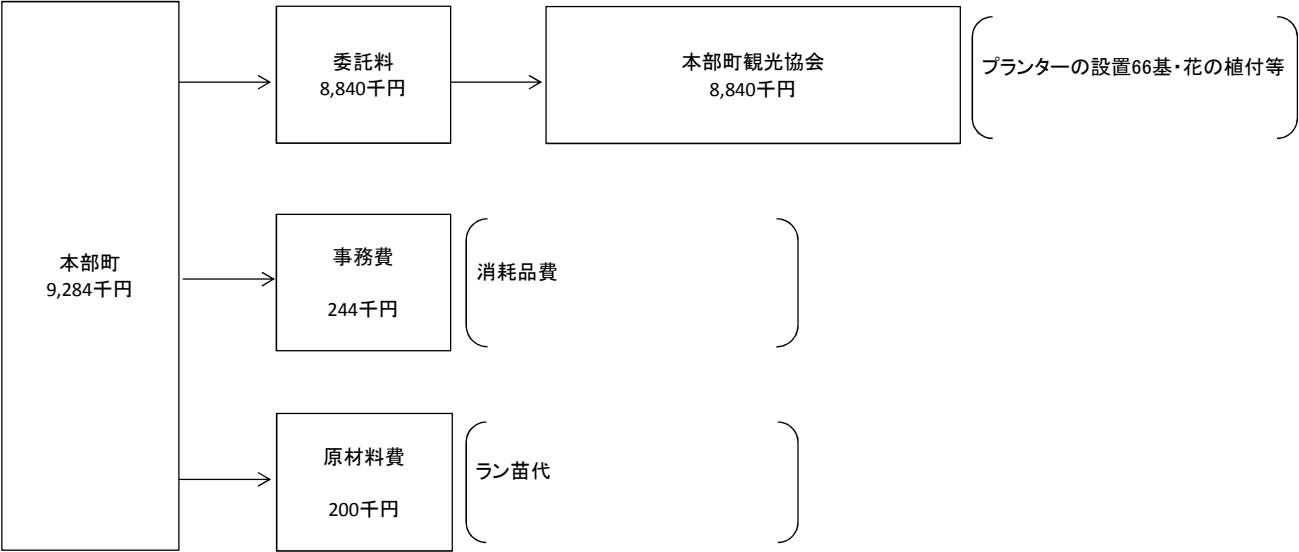 本部町
9,284千円
委託料
8,840千円
本部町観光協会
8,840千円
プランターの設置66基・花の植付等
事務費
244千円
消耗品費
原材料費
200千円
ラン苗代